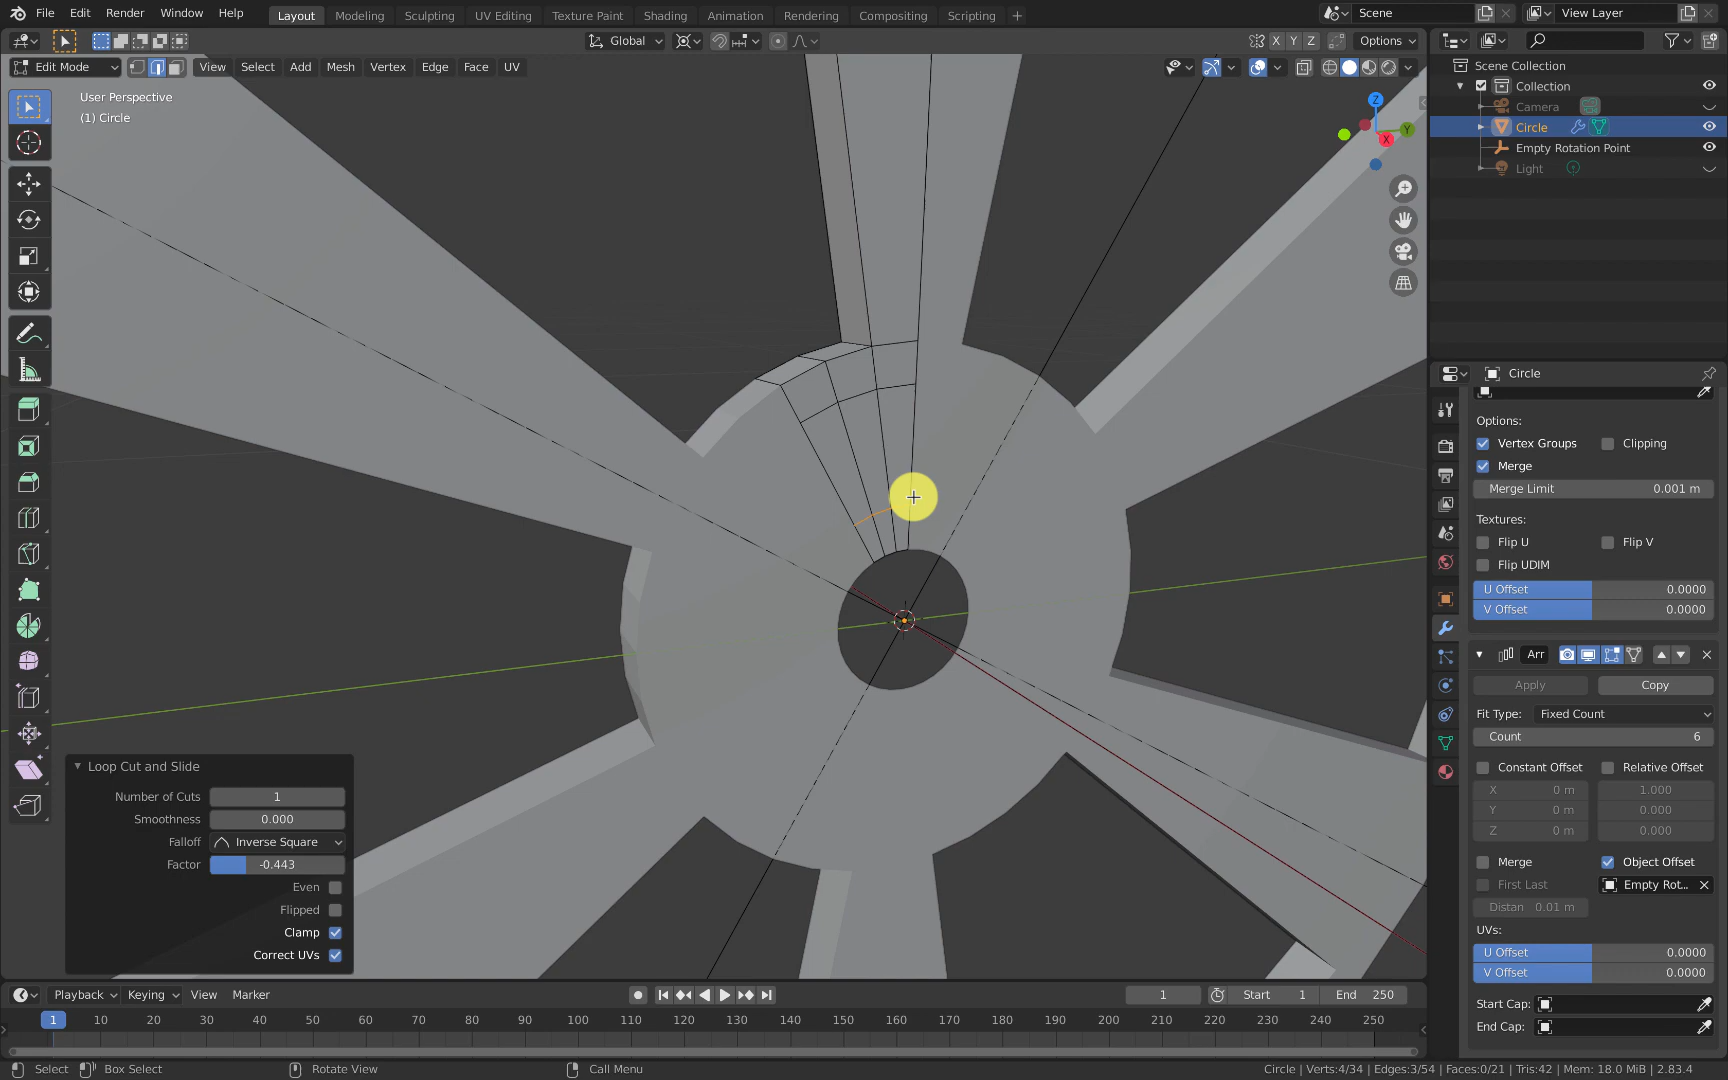 File Edit Render Window Help Layout Modeling Sculpting UV Editing Texture Paint Shading Animation Rendering Compositing Scripting + Scene View Layer
Global X Y Z Options
Edit Mode View Select Add Mesh Vertex Edge Face UV
User Perspective
(1) Circle
Z
Y
X
Scene Collection
Collection
Camera
Circle
Empty Rotation Point
Light
Circle
Options:
Vertex Groups Clipping
Merge
Merge Limit 0.001 m
Textures:
Flip U Flip V
Flip UDIM
U Offset 0.0000
V Offset 0.0000
Arr
Apply Copy
Fit Type: Fixed Count
Count 6
Constant Offset Relative Offset
X 0 m 1.000
Y 0 m 0.000
Z 0 m 0.000
Merge Object Offset
First Last Empty Rot...
Distan 0.01 m
UVs:
U Offset 0.0000
V Offset 0.0000
Start Cap:
End Cap:
Loop Cut and Slide
Number of Cuts 1
Smoothness 0.000
Falloff Inverse Square
Factor -0.443
Even
Flipped
Clamp
Correct UVs
Playback Keying View Marker 1 Start 1 End 250
1 10 20 30 40 50 60 70 80 90 100 110 120 130 140 150 160 170 180 190 200 210 220 230 240 250
Select Box Select Rotate View Call Menu Circle | Verts:4/34 | Edges:3/54 | Faces:0/21 | Tris:42 | Mem: 18.0 MiB | 2.83.4